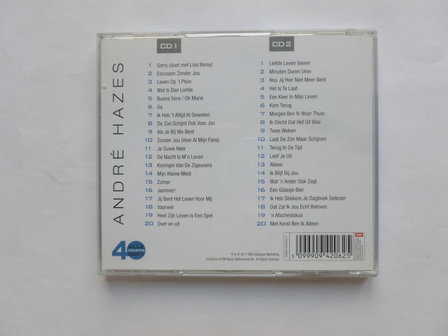 ANDRÉ HAZES
CD 1
1 Sorry (duet met Lisa Boray)
2 Eenzaam Zonder Jou
3 Leven Op 't Plein
4 Wat Is Dan Liefde
5 Buona Sera / Oh Marie
6 Ga
7 Ik Heb 't Altijd Al Geweten
8 De Zon Schijnt Ook Voor Jou
9 Als Je Bij Me Bent
10 Zonder Jou (Voor Al Mijn Fans)
11 Je Ouwe Heer
12 De Nacht Is M'n Leven
13 Koningin Van De Zigeuners
14 Mijn Kleine Meid
15 Zomer
16 Jammer!
17 Jij Bent Het Leven Voor Mij
18 Vaarwel
19 Heel Zijn Leven Is Een Spel
20 Over en uit
CD 2
1 Liefde Leven Geven
2 Minuten Duren Uren
3 Nou Jij Hier Niet Meer Bent
4 Het Is Te Laat
5 Een Keer In Mijn Leven
6 Kom Terug
7 Morgen Ben Ik Weer Thuis
8 Ik Dacht Dat Het Uit Was
9 Twee Weken
10 Laat De Zon Maar Schijnen
11 Terug In De Tijd
12 Leef Je Uit
13 Alleen
14 Ik Blijf Bij Jou
15 Wat 'n Ander Ook Zegt
16 Een Glaasje Bier
17 Ik Heb Stiekem Je Dagboek Gelezen
18 Dat Zal Ik Jou Echt Beloven
19 'n Afscheidskus
20 Met Kerst Ben Ik Alleen
40
EMI
5 099909 420625